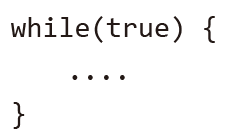 while(true) {
....
}